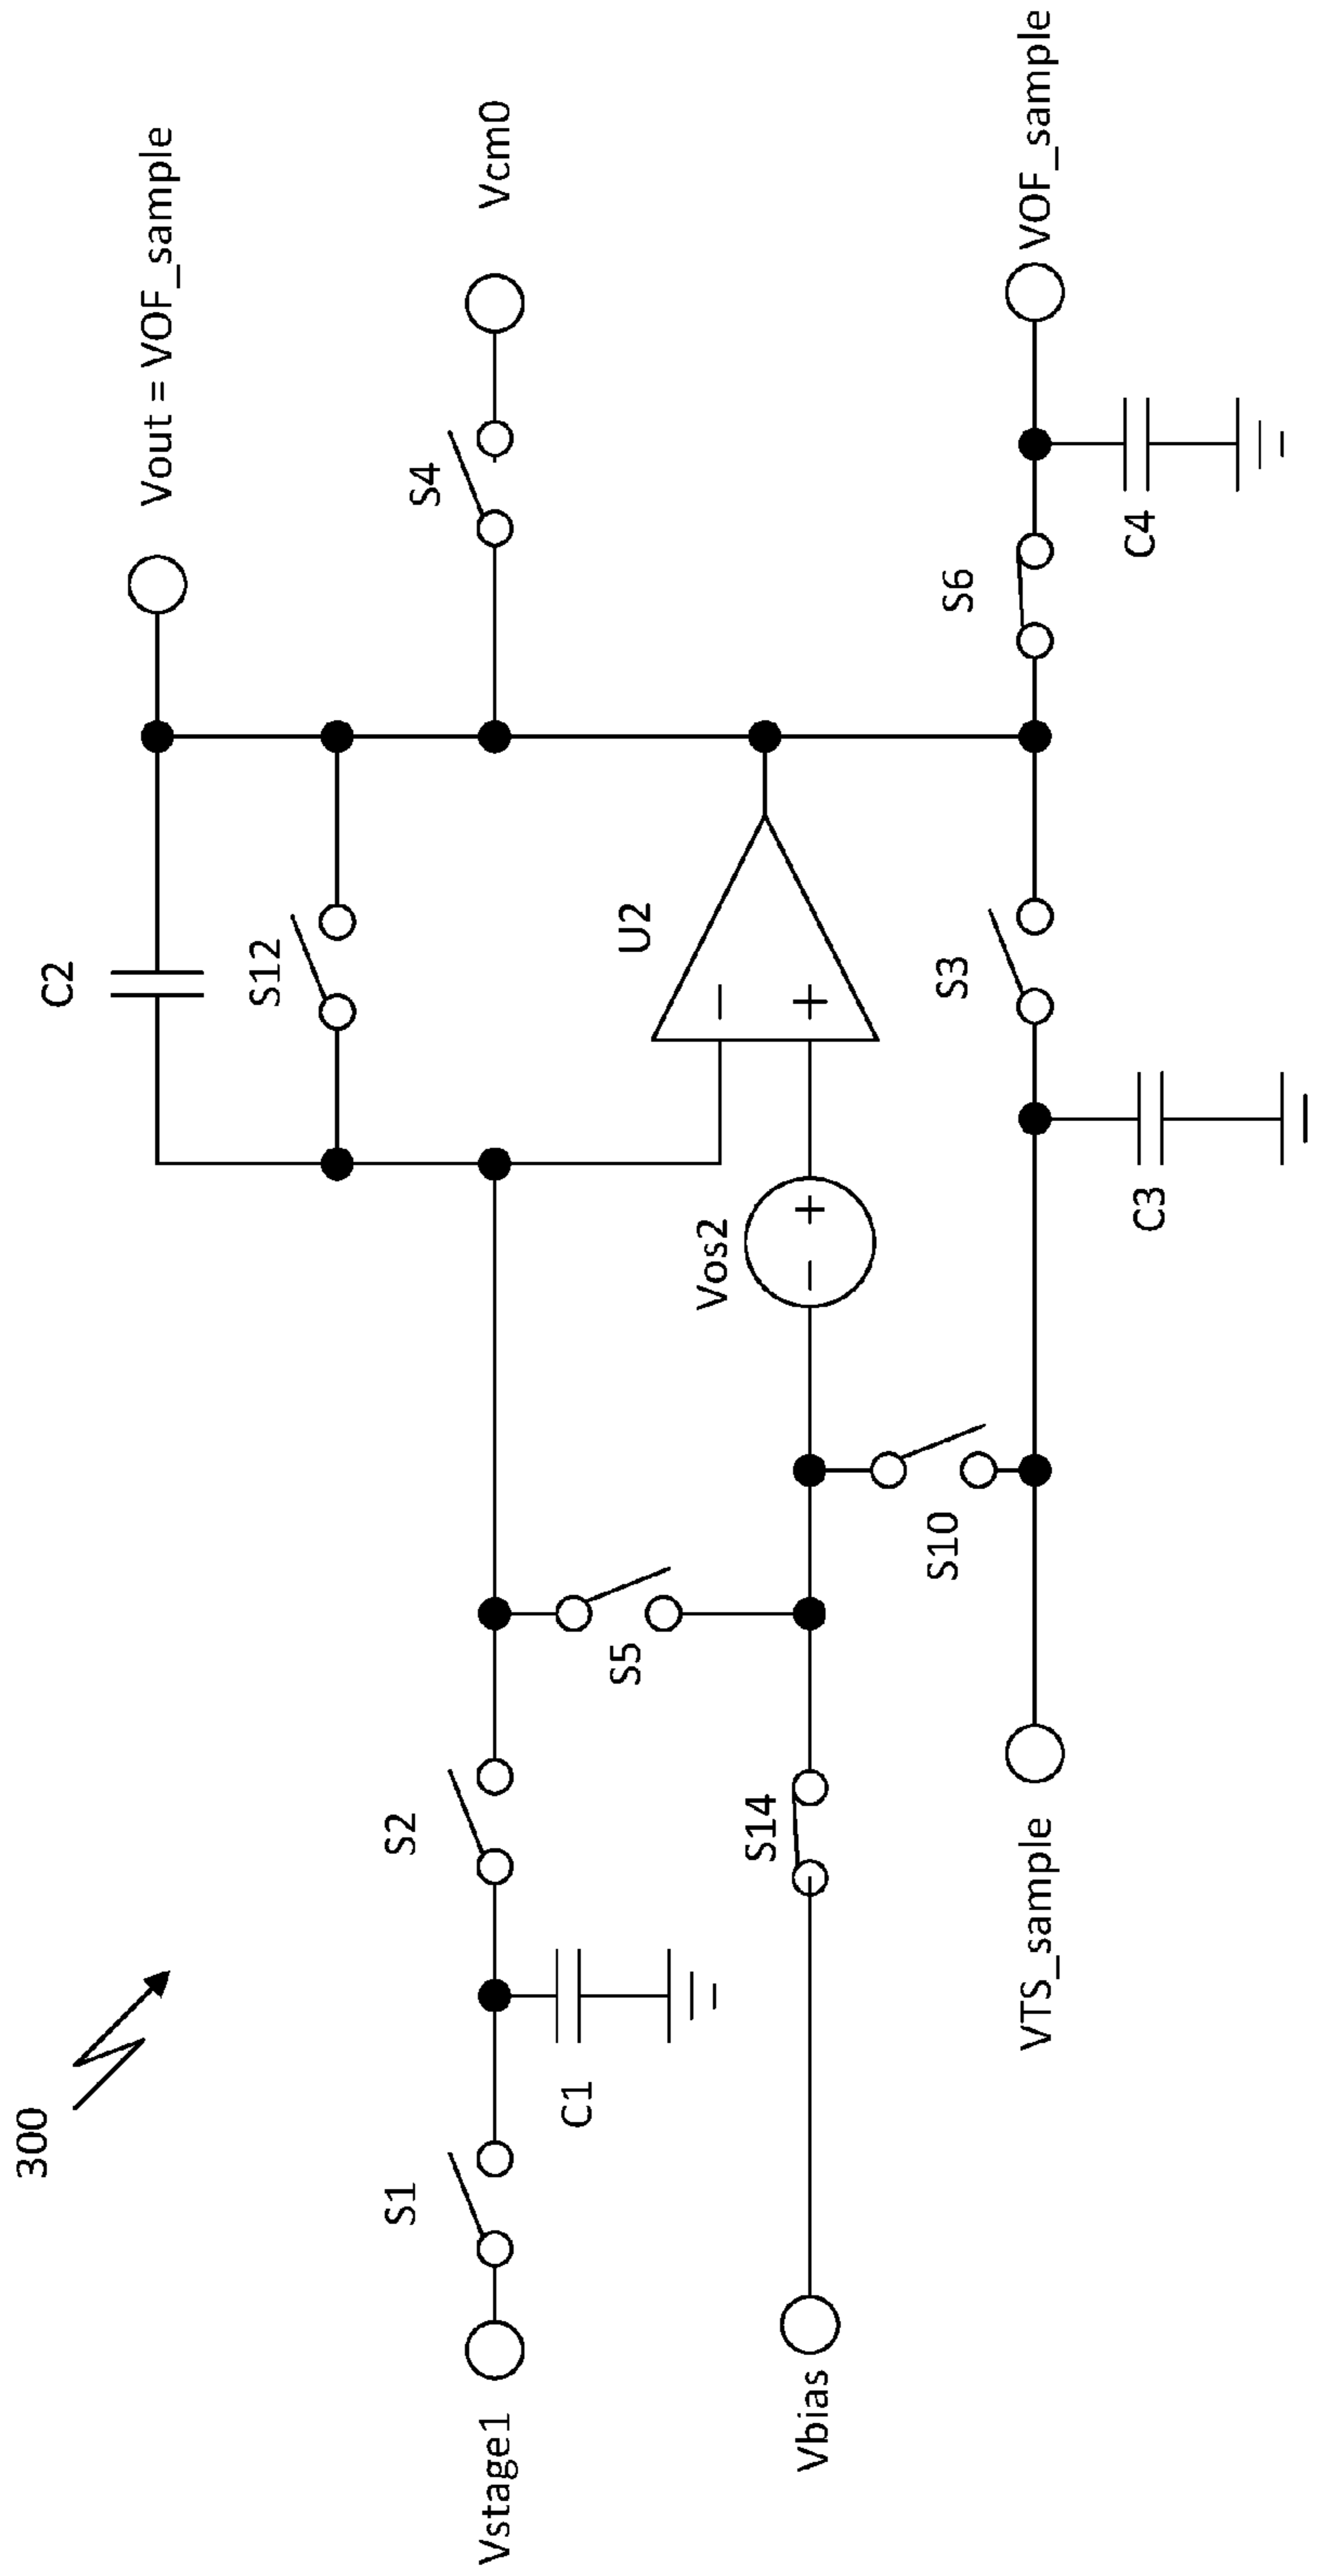 300
C2
Vout = VOF_sample
S12
S1
S2
S4
Vcm0
Vstage1
C1
S5
U2
−
+
Vos2
− +
S14
Vbias
S10
S3
S6
VOF_sample
VTS_sample
C3
C4